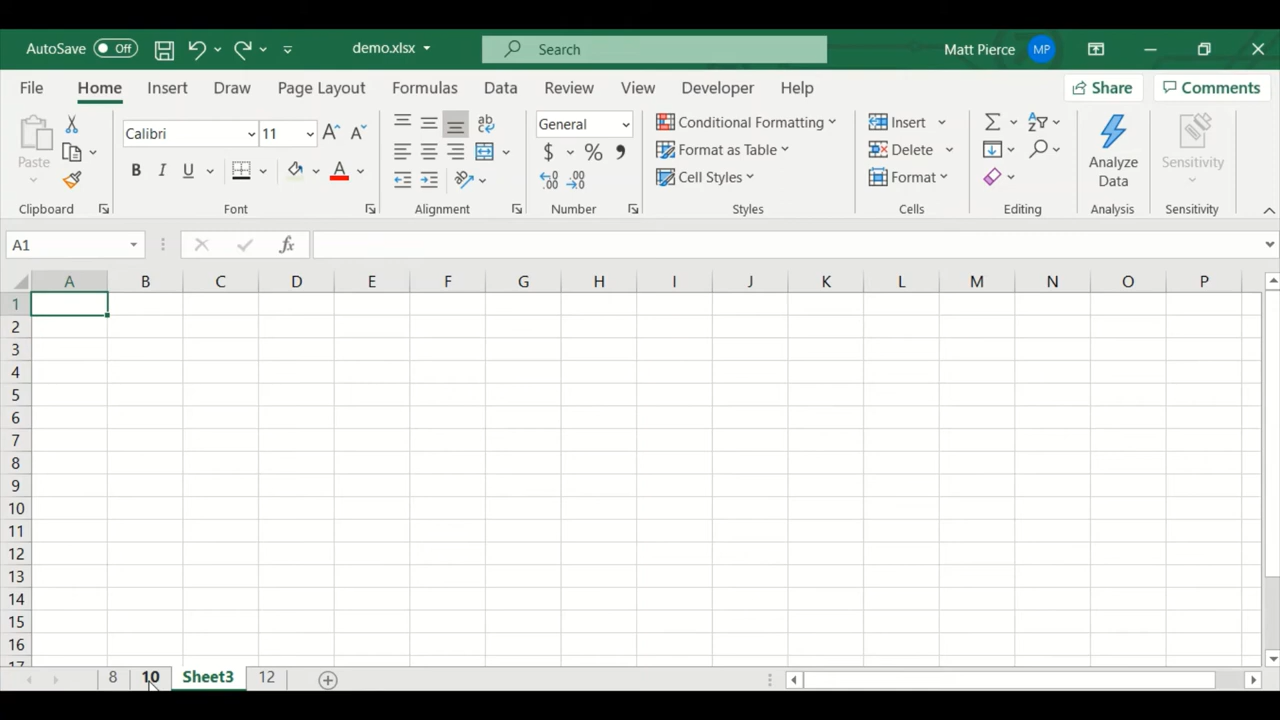 AutoSave Off demo.xlsx Search Matt Pierce MP
File Home Insert Draw Page Layout Formulas Data Review View Developer Help Share Comments
Calibri 11 General Conditional Formatting Insert
Paste Format as Table Delete Analyze Data Sensitivity
B I U A $ % Cell Styles Format
Clipboard Font Alignment Number Styles Cells Editing Analysis Sensitivity
A1 fx
A B C D E F G H I J K L M N O P
1
2
3
4
5
6
7
8
9
10
11
12
13
14
15
16
17
8 10 Sheet3 12